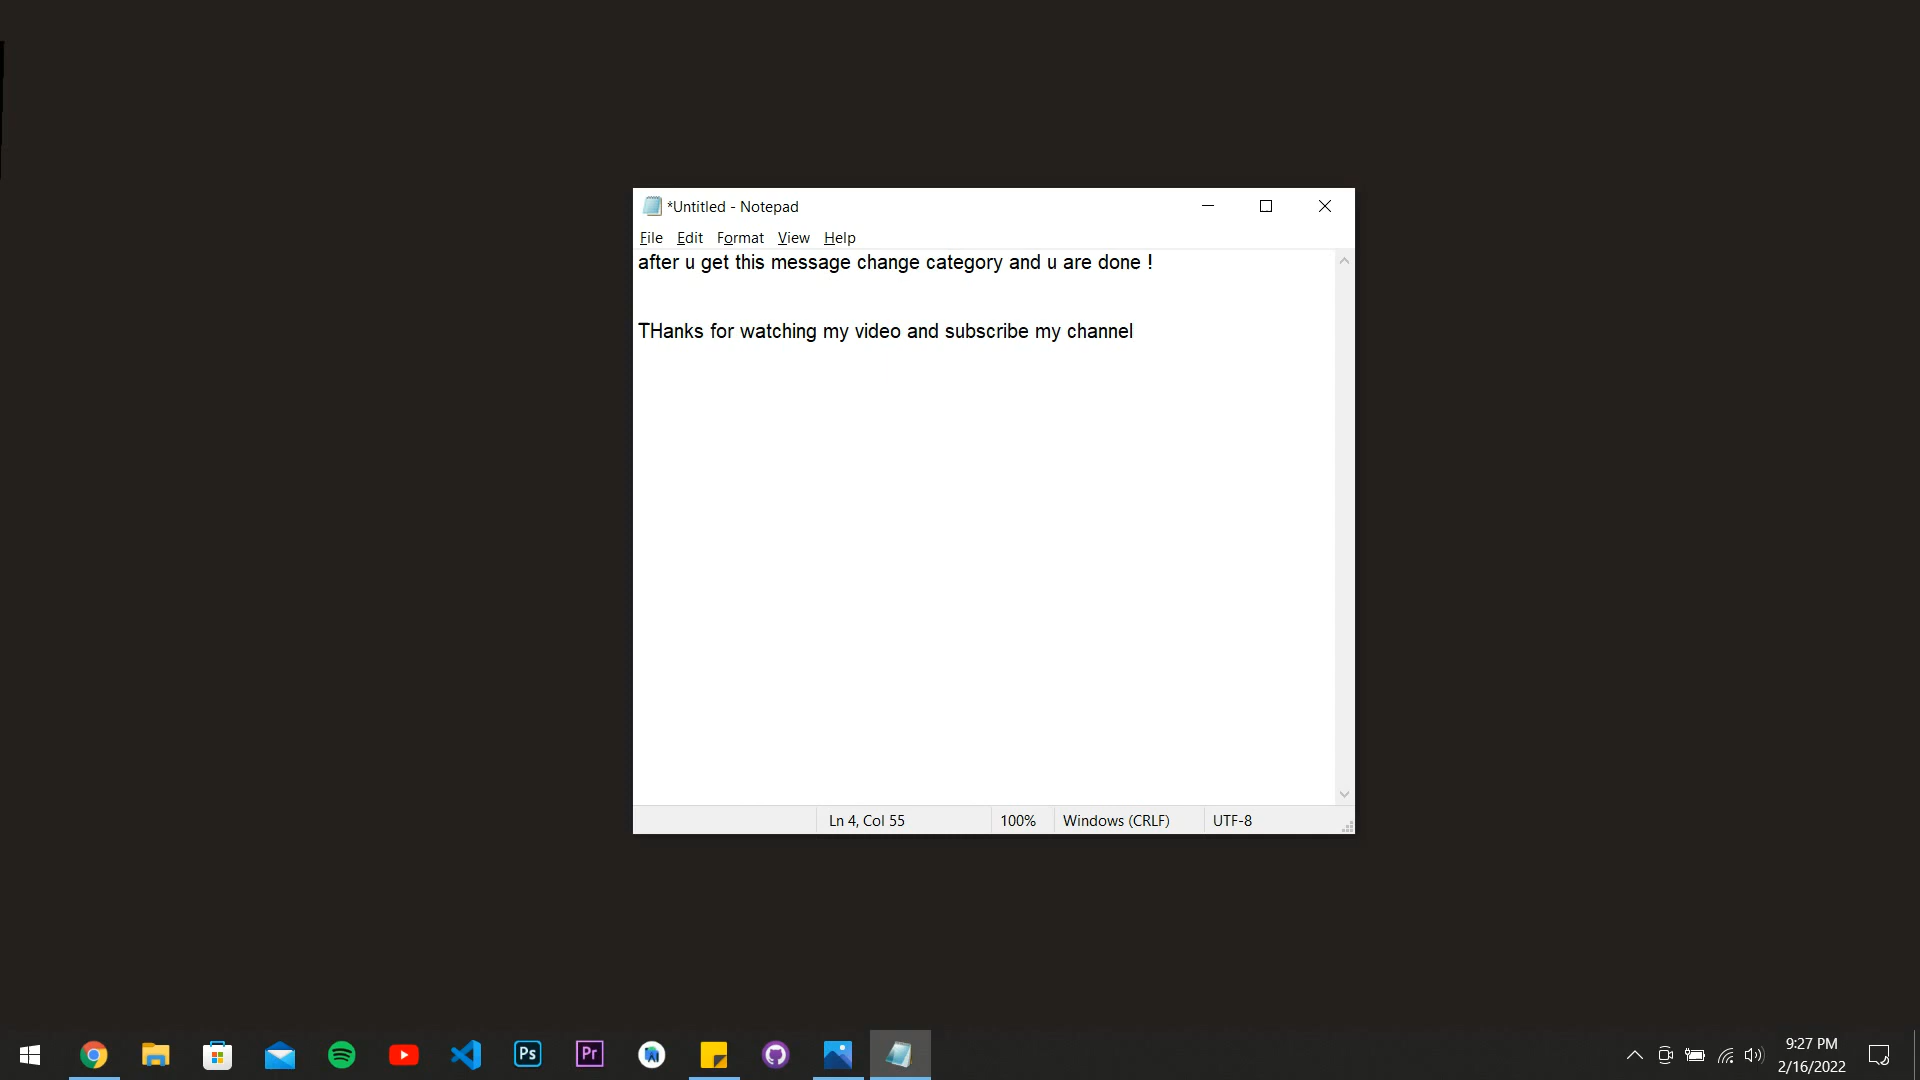 *Untitled - Notepad
File Edit Format View Help
after u get this message change category and u are done !
THanks for watching my video and subscribe my channel
Ln 4, Col 55 100% Windows (CRLF) UTF-8
Ps Pr
9:27 PM
2/16/2022